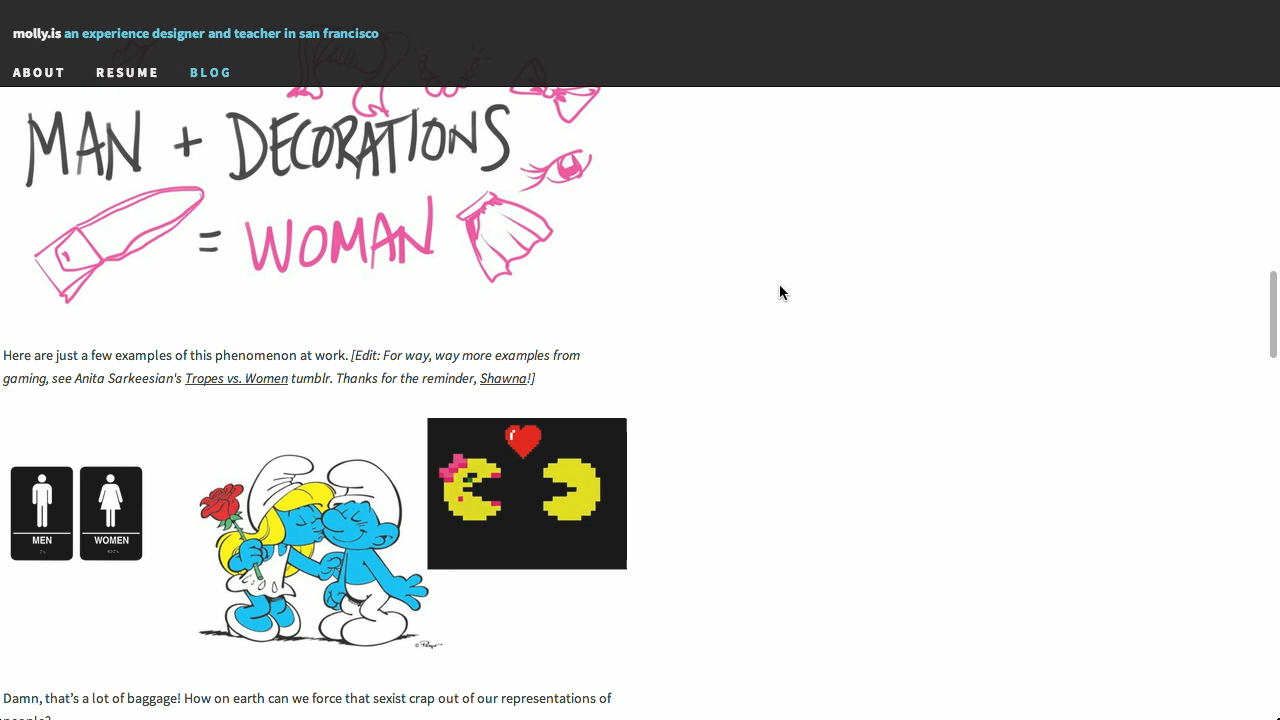 molly.is an experience designer and teacher in san francisco
ABOUT RESUME BLOG
MAN + DECORATIONS
= WOMAN
Here are just a few examples of this phenomenon at work. [Edit: For way, way more examples from
gaming, see Anita Sarkeesian's Tropes vs. Women tumblr. Thanks for the reminder, Shawna!]
MEN
WOMEN
Damn, that’s a lot of baggage! How on earth can we force that sexist crap out of our representations of
people?